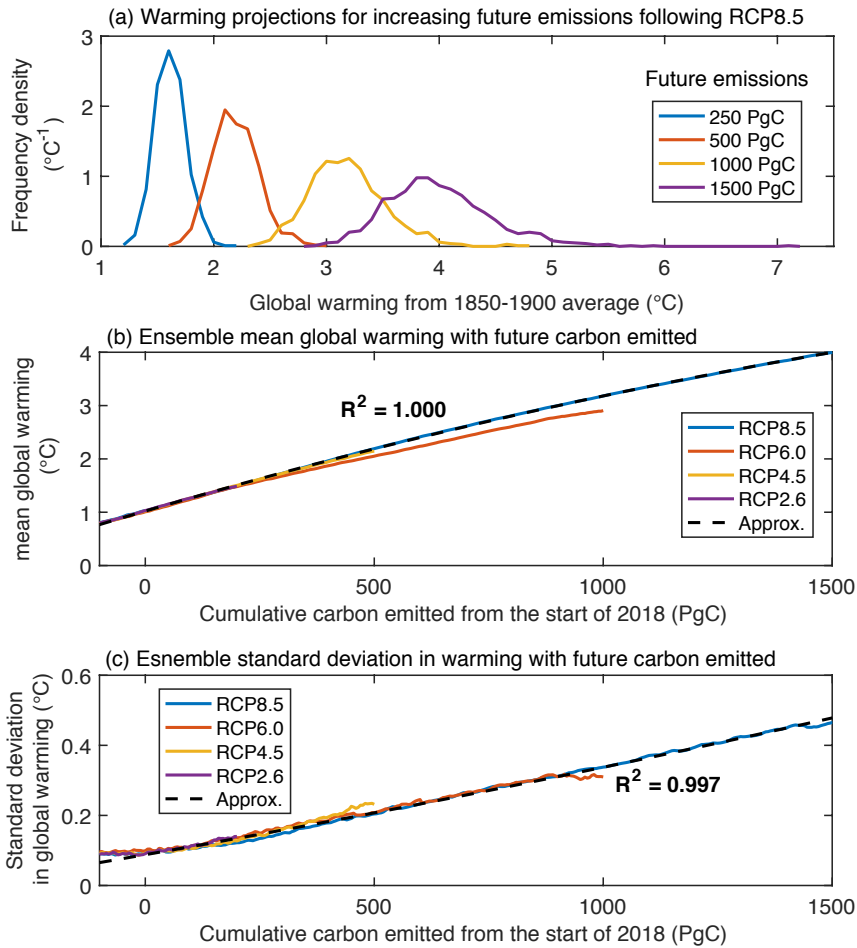 (a) Warming projections for increasing future emissions following RCP8.5
Frequency density
(°C-1)
3
2
1
0
Future emissions
250 PgC
500 PgC
1000 PgC
1500 PgC
1 2 3 4 5 6 7
Global warming from 1850-1900 average (°C)
(b) Ensemble mean global warming with future carbon emitted
mean global warming
(°C)
4
3
2
1
0
R2 = 1.000
RCP8.5
RCP6.0
RCP4.5
RCP2.6
Approx.
0 500 1000 1500
Cumulative carbon emitted from the start of 2018 (PgC)
(c) Esnemble standard deviation in warming with future carbon emitted
Standard deviation
in global warming (°C)
0.6
0.4
0.2
0
RCP8.5
RCP6.0
RCP4.5
RCP2.6
Approx.
R2 = 0.997
0 500 1000 1500
Cumulative carbon emitted from the start of 2018 (PgC)